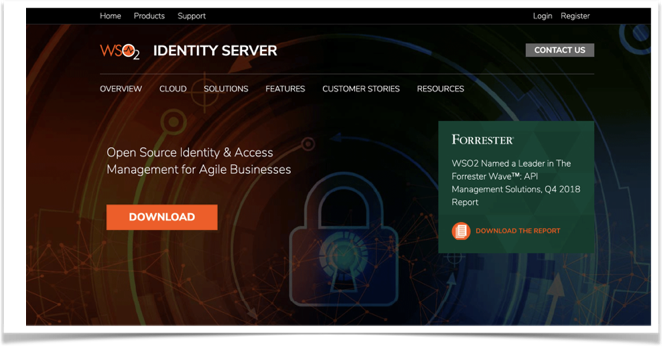 Home Products Support Login Register
WSO2 IDENTITY SERVER CONTACT US
OVERVIEW CLOUD SOLUTIONS FEATURES CUSTOMER STORIES RESOURCES
Open Source Identity & Access
Management for Agile Businesses
DOWNLOAD
FORRESTER®
WSO2 Named a Leader in The
Forrester Wave™: API
Management Solutions, Q4 2018
Report
DOWNLOAD THE REPORT